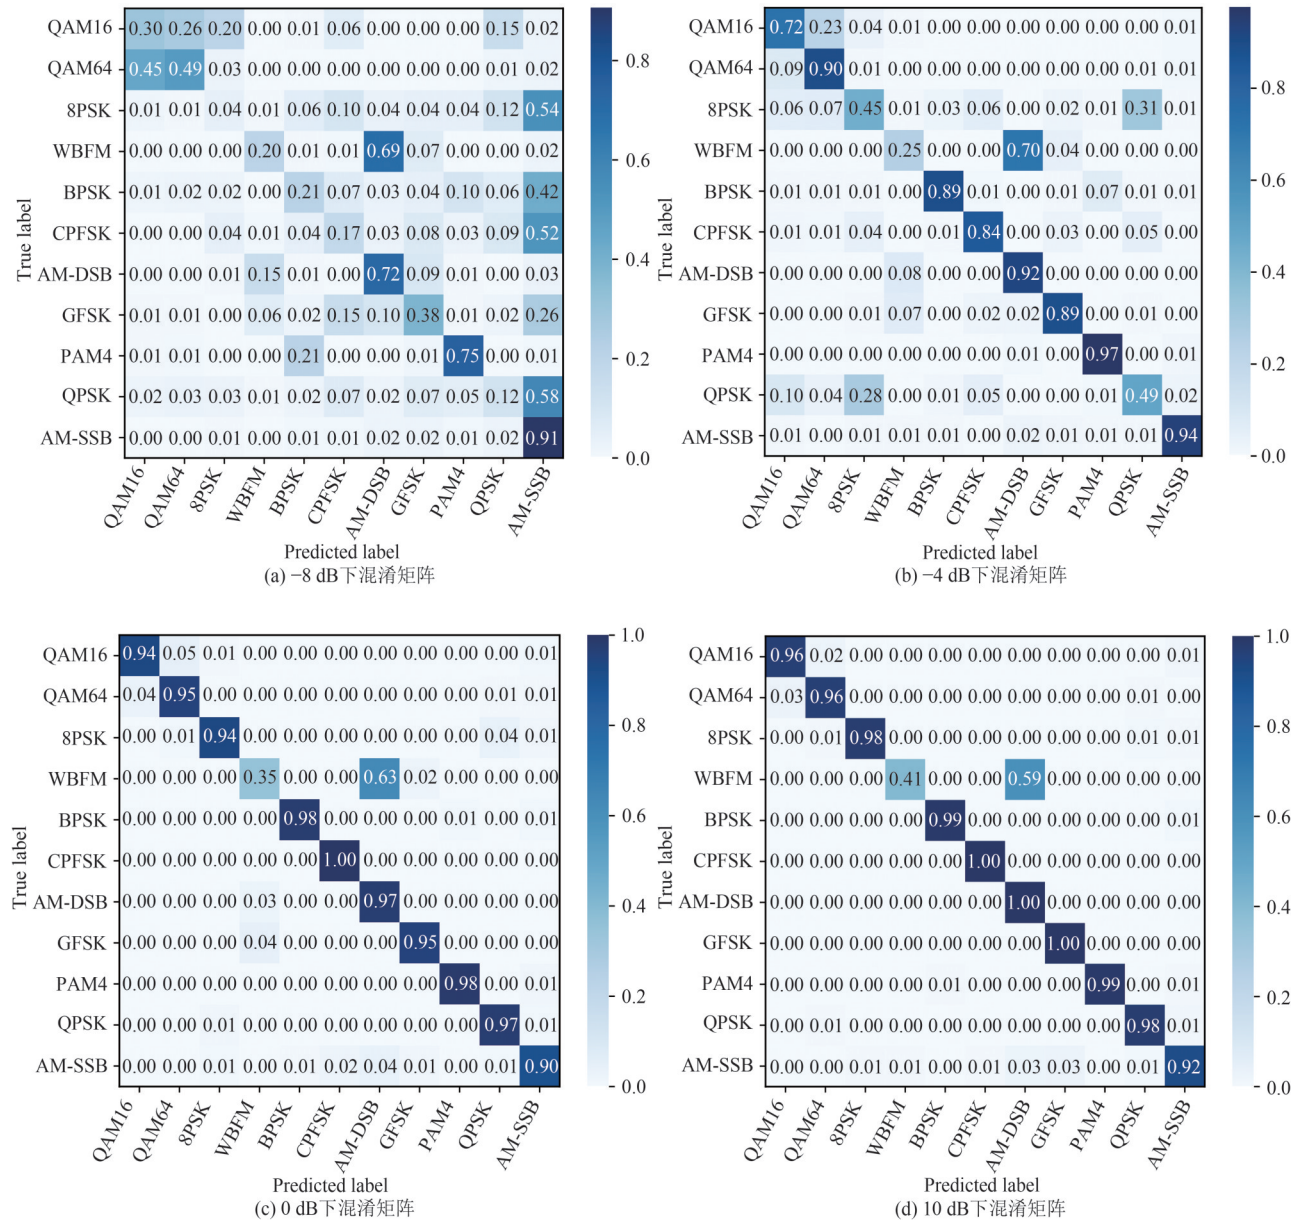 QAM16 0.30 0.26 0.20 0.00 0.01 0.06 0.00 0.00 0.00 0.15 0.02
QAM64 0.45 0.49 0.03 0.00 0.00 0.00 0.00 0.00 0.00 0.01 0.02
8PSK 0.01 0.01 0.04 0.01 0.06 0.10 0.04 0.04 0.04 0.12 0.54
WBFM 0.00 0.00 0.00 0.20 0.01 0.01 0.69 0.07 0.00 0.00 0.02
BPSK 0.01 0.02 0.02 0.00 0.21 0.07 0.03 0.04 0.10 0.06 0.42
CPFSK 0.00 0.00 0.04 0.01 0.04 0.17 0.03 0.08 0.03 0.09 0.52
AM-DSB 0.00 0.00 0.01 0.15 0.01 0.00 0.72 0.09 0.01 0.00 0.03
GFSK 0.01 0.01 0.00 0.06 0.02 0.15 0.10 0.38 0.01 0.02 0.26
PAM4 0.01 0.01 0.00 0.00 0.21 0.00 0.00 0.01 0.75 0.00 0.01
QPSK 0.02 0.03 0.03 0.01 0.02 0.07 0.02 0.07 0.05 0.12 0.58
AM-SSB 0.00 0.00 0.01 0.00 0.01 0.01 0.02 0.02 0.01 0.02 0.91
True label
0.8
0.6
0.4
0.2
0.0
QAM16 QAM64 8PSK WBFM BPSK CPFSK AM-DSB GFSK PAM4 QPSK AM-SSB
Predicted label
(a) −8 dB下混淆矩阵
QAM16 0.72 0.23 0.04 0.01 0.00 0.00 0.00 0.00 0.00 0.00 0.01
QAM64 0.09 0.90 0.01 0.00 0.00 0.00 0.00 0.00 0.00 0.01 0.01
8PSK 0.06 0.07 0.45 0.01 0.03 0.06 0.00 0.02 0.01 0.31 0.01
WBFM 0.00 0.00 0.00 0.25 0.00 0.00 0.70 0.04 0.00 0.00 0.00
BPSK 0.01 0.01 0.01 0.00 0.89 0.01 0.00 0.01 0.07 0.01 0.01
CPFSK 0.01 0.01 0.04 0.00 0.01 0.84 0.00 0.03 0.00 0.05 0.00
AM-DSB 0.00 0.00 0.00 0.08 0.00 0.00 0.92 0.00 0.00 0.00 0.00
GFSK 0.00 0.00 0.00 0.07 0.00 0.02 0.02 0.89 0.00 0.01 0.00
PAM4 0.00 0.00 0.00 0.00 0.00 0.00 0.01 0.00 0.97 0.00 0.01
QPSK 0.10 0.04 0.28 0.00 0.01 0.05 0.00 0.00 0.01 0.49 0.02
AM-SSB 0.01 0.00 0.01 0.01 0.01 0.00 0.02 0.01 0.01 0.01 0.94
True label
0.8
0.6
0.4
0.2
0.0
QAM16 QAM64 8PSK WBFM BPSK CPFSK AM-DSB GFSK PAM4 QPSK AM-SSB
Predicted label
(b) −4 dB下混淆矩阵
QAM16 0.94 0.05 0.01 0.00 0.00 0.00 0.00 0.00 0.00 0.00 0.01
QAM64 0.04 0.95 0.00 0.00 0.00 0.00 0.00 0.00 0.00 0.01 0.01
8PSK 0.00 0.01 0.94 0.00 0.00 0.00 0.00 0.00 0.00 0.04 0.01
WBFM 0.00 0.00 0.00 0.35 0.00 0.00 0.63 0.02 0.00 0.00 0.00
BPSK 0.00 0.00 0.00 0.00 0.98 0.00 0.00 0.00 0.01 0.00 0.01
CPFSK 0.00 0.00 0.00 0.00 0.00 1.00 0.00 0.00 0.00 0.00 0.00
AM-DSB 0.00 0.00 0.00 0.03 0.00 0.00 0.97 0.00 0.00 0.00 0.00
GFSK 0.00 0.00 0.00 0.04 0.00 0.00 0.00 0.95 0.00 0.00 0.00
PAM4 0.00 0.00 0.00 0.00 0.00 0.00 0.00 0.00 0.98 0.00 0.01
QPSK 0.00 0.00 0.01 0.00 0.00 0.00 0.00 0.00 0.00 0.97 0.01
AM-SSB 0.00 0.00 0.01 0.00 0.01 0.02 0.04 0.01 0.00 0.01 0.90
True label
1.0
0.8
0.6
0.4
0.2
0.0
QAM16 QAM64 8PSK WBFM BPSK CPFSK AM-DSB GFSK PAM4 QPSK AM-SSB
Predicted label
(c) 0 dB下混淆矩阵
QAM16 0.96 0.02 0.00 0.00 0.00 0.00 0.00 0.00 0.00 0.00 0.01
QAM64 0.03 0.96 0.00 0.00 0.00 0.00 0.00 0.00 0.00 0.01 0.00
8PSK 0.00 0.01 0.98 0.00 0.00 0.00 0.00 0.00 0.00 0.01 0.01
WBFM 0.00 0.00 0.00 0.41 0.00 0.00 0.59 0.00 0.00 0.00 0.00
BPSK 0.00 0.00 0.00 0.00 0.99 0.00 0.00 0.00 0.00 0.00 0.01
CPFSK 0.00 0.00 0.00 0.00 0.00 1.00 0.00 0.00 0.00 0.00 0.00
AM-DSB 0.00 0.00 0.00 0.00 0.00 0.00 1.00 0.00 0.00 0.00 0.00
GFSK 0.00 0.00 0.00 0.00 0.00 0.00 0.00 1.00 0.00 0.00 0.00
PAM4 0.00 0.00 0.00 0.00 0.01 0.00 0.00 0.00 0.99 0.00 0.01
QPSK 0.00 0.01 0.00 0.00 0.00 0.00 0.00 0.00 0.00 0.98 0.01
AM-SSB 0.00 0.00 0.01 0.01 0.00 0.01 0.03 0.03 0.00 0.01 0.92
True label
1.0
0.8
0.6
0.4
0.2
0.0
QAM16 QAM64 8PSK WBFM BPSK CPFSK AM-DSB GFSK PAM4 QPSK AM-SSB
Predicted label
(d) 10 dB下混淆矩阵